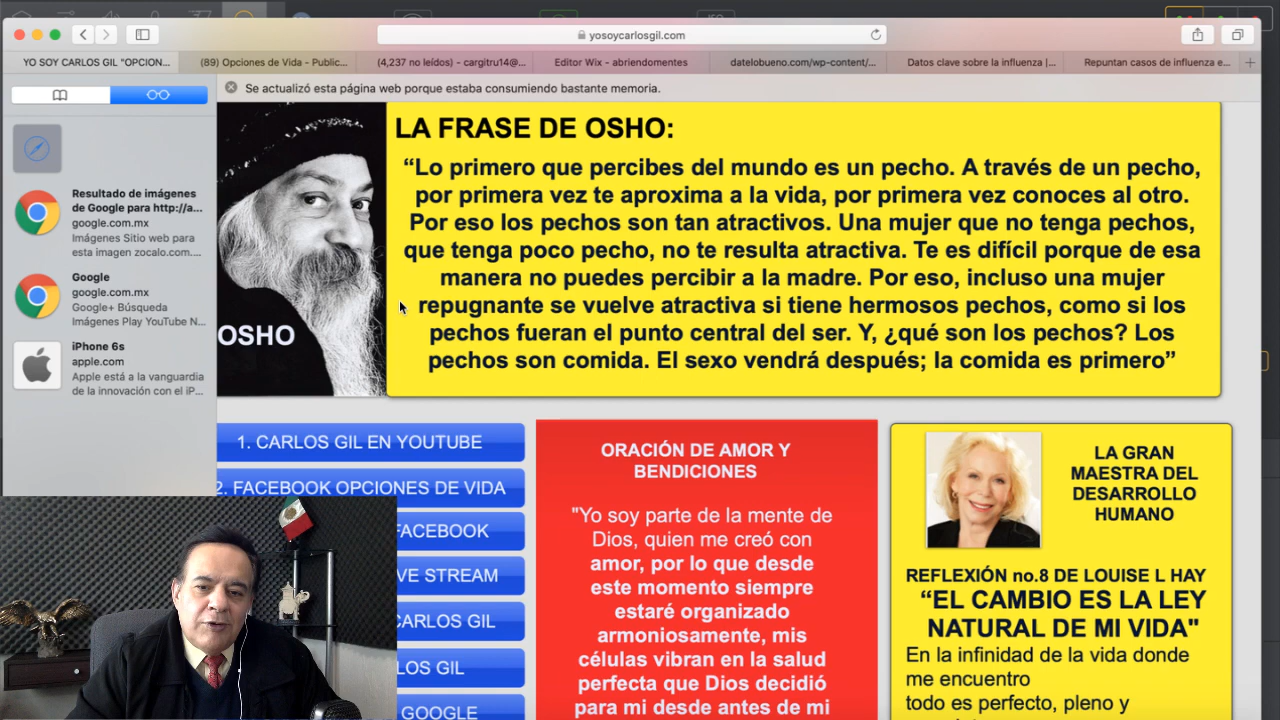 yosoycarlosgil.com
YO SOY CARLOS GIL "OPCION...
(89) Opciones de Vida - Public...
(4,237 no leídos) - cargitru14@...
Editor Wix - abriendomentes
datelobueno.com/wp-content/...
Datos clave sobre la influenza |...
Repuntan casos de influenza e...
Se actualizó esta página web porque estaba consumiendo bastante memoria.
Resultado de imágenes
de Google para http://a...
google.com.mx
Imágenes Sitio web para
esta imagen zocalo.com....
Google
google.com.mx
Google+ Búsqueda
Imágenes Play YouTube N...
iPhone 6s
apple.com
Apple está a la vanguardia
de la innovación con el iP...
OSHO
LA FRASE DE OSHO:
“Lo primero que percibes del mundo es un pecho. A través de un pecho,
por primera vez te aproxima a la vida, por primera vez conoces al otro.
Por eso los pechos son tan atractivos. Una mujer que no tenga pechos,
que tenga poco pecho, no te resulta atractiva. Te es difícil porque de esa
manera no puedes percibir a la madre. Por eso, incluso una mujer
repugnante se vuelve atractiva si tiene hermosos pechos, como si los
pechos fueran el punto central del ser. Y, ¿qué son los pechos? Los
pechos son comida. El sexo vendrá después; la comida es primero”
1. CARLOS GIL EN YOUTUBE
2. FACEBOOK OPCIONES DE VIDA
FACEBOOK
VE STREAM
CARLOS GIL
LOS GIL
GOOGLE
ORACIÓN DE AMOR Y
BENDICIONES
"Yo soy parte de la mente de
Dios, quien me creó con
amor, por lo que desde
este momento siempre
estaré organizado
armoniosamente, mis
células vibran en la salud
perfecta que Dios decidió
para mi desde antes de mi
LA GRAN
MAESTRA DEL
DESARROLLO
HUMANO
REFLEXIÓN no.8 DE LOUISE L HAY
“EL CAMBIO ES LA LEY
NATURAL DE MI VIDA"
En la infinidad de la vida donde
me encuentro
todo es perfecto, pleno y